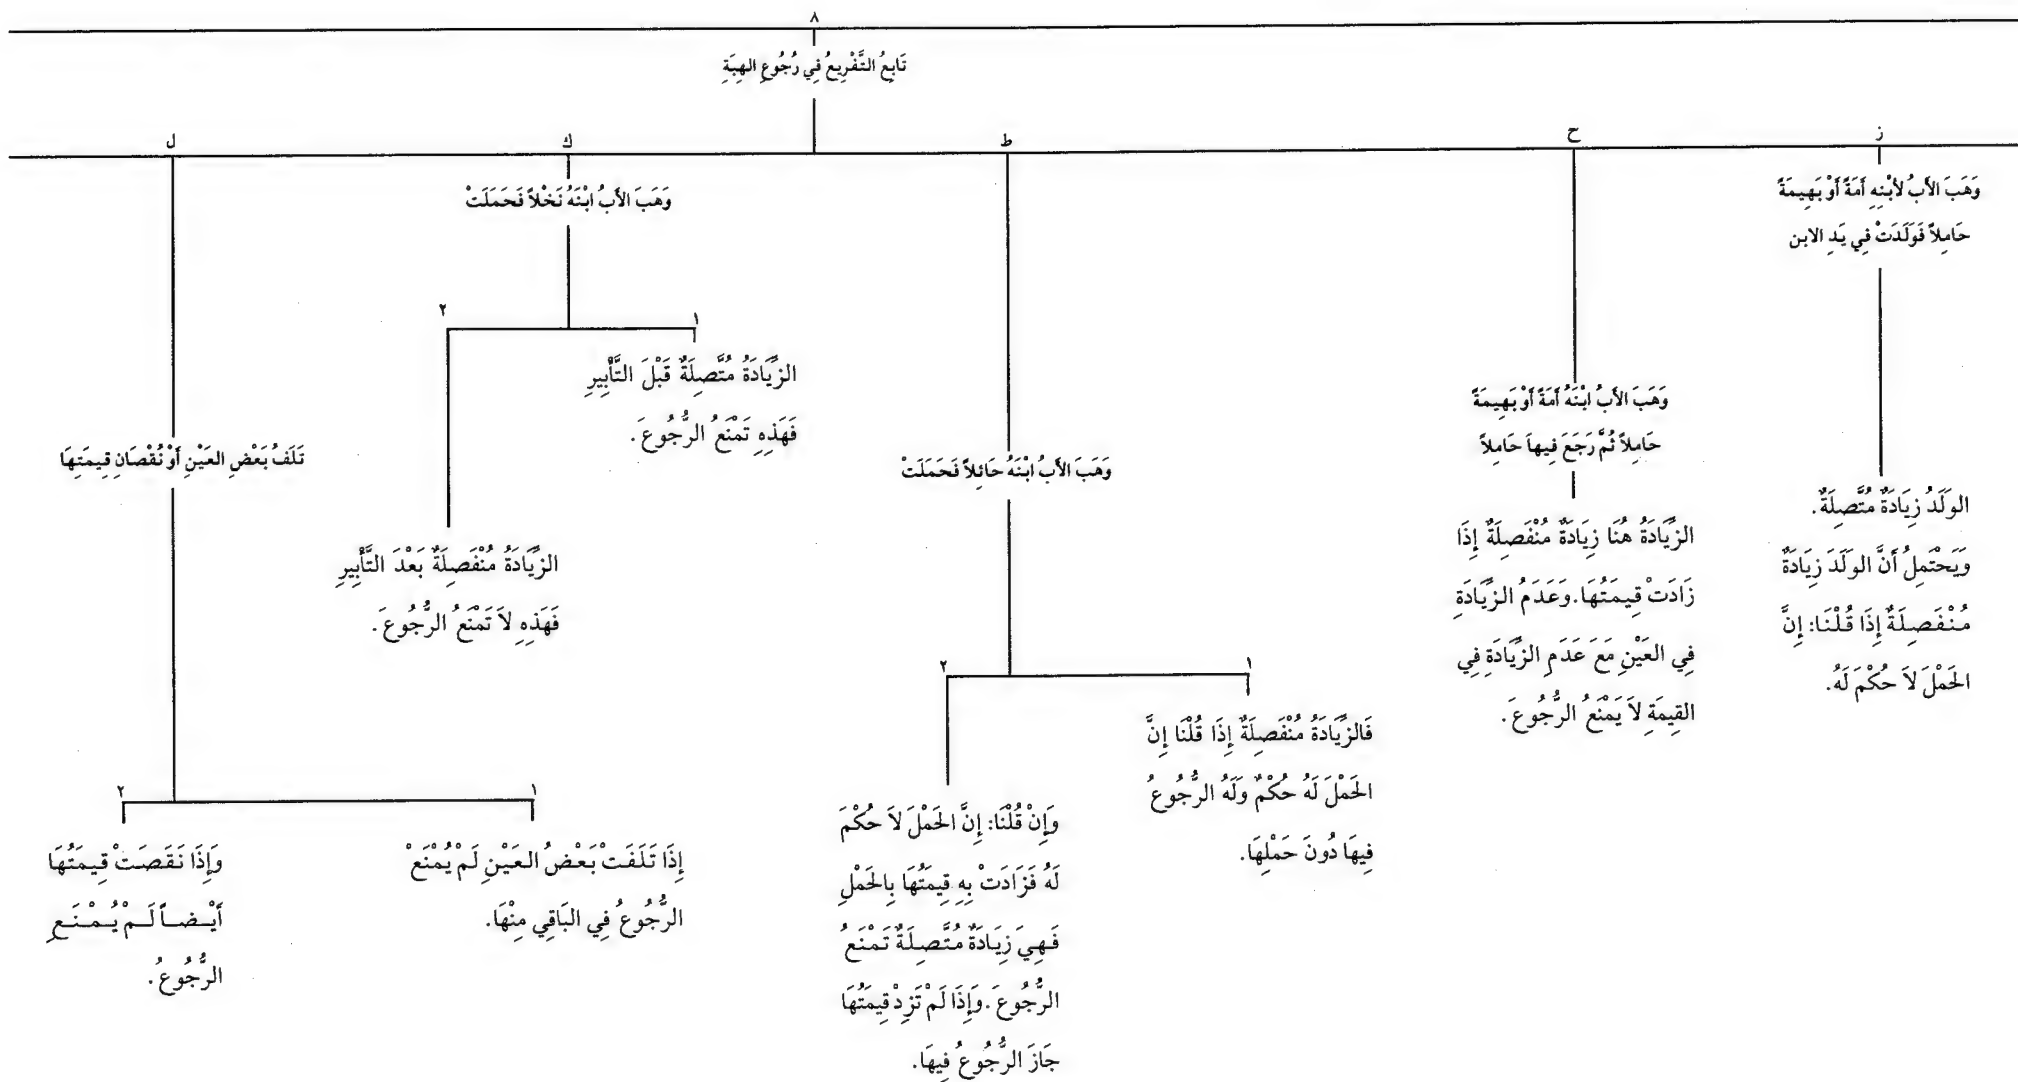 ٨
تَابِعُ التَّفْرِيعُ فِي رُجُوعِ الهِبَةِ
ز
وَهَبَ الأَبُ لأبْنِهِ أَمَةً أَوْ بَهِيمَةً
حَامِلاً فَوَلَدَتْ فِي يَدِ الابن
الوَلَدُ زِيَادَةٌ مُتَّصِلَةٌ.
وَيَحْتَمِلُ أَنَّ الوَلَدَ زِيَادَةٌ
مُنْفَصِلَةٌ إِذَا قُلْنَا: إِنَّ
الحَمْلَ لاَ حُكْمَ لَهُ.
ح
وَهَبَ الأَبُ ابْنَهُ أَمَةً أَوْ بَهِيمَةً
حَامِلاً ثُمَّ رَجَعَ فِيهاَ حَامِلاً
الزِّيَادَةُ هُنَا زِيَادَةٌ مُنْفَصِلَةٌ إِذَا
زَادَتْ قِيمَتُهَا. وَعَدَمُ الزِّيَادَةِ
فِي العَيْنِ مَعَ عَدَمِ الزِّيَادَةِ فِي
القِيمَةِ لاَ يَمْنَعُ الرُّجُوعَ.
ط
وَهَبَ الأَبُ ابْنَهُ حَائِلاً فَحَمَلَتْ
١
فَالزِّيَادَةُ مُنْفَصِلَةٌ إِذَا قُلْنَا إِنَّ
الحَمْلَ لَهُ حُكْمٌ وَلَهُ الرُّجُوعُ
فِيهَا دُونَ حَمْلِهَا.
٢
وَإِنْ قُلْنَا: إِنَّ الحَمْلَ لاَ حُكْمَ
لَهُ فَزَادَتْ بِهِ قِيمَتُهَا بِالحَمْلِ
فَهِيَ زِيَادَةٌ مُتَّصِلَةٌ تَمْنَعُ
الرُّجُوعَ. وَإِذَا لَمْ تَزِدْ قِيمَتُهَا
جَازَ الرُّجُوعُ فِيهَا.
ك
وَهَبَ الأَبُ ابْنَهُ نَخْلاً فَحَمَلَتْ
١
الزِّيَادَةُ مُتَّصِلَةٌ قَبْلَ التَّأْبِيرِ
فَهَذِهِ تَمْنَعُ الرُّجُوعَ.
٢
الزِّيَادَةُ مُنْفَصِلَةٌ بَعْدَ التَّأْبِيرِ
فَهَذِهِ لاَ تَمْنَعُ الرُّجُوعَ.
ل
تَلَفُ بَعْضِ العَيْنِ أَوْ نُقْصَانِ قِيمَتِهَا
١
إِذَا تَلَفَتْ بَعْضُ العَيْنِ لَمْ يُمْنَعْ
الرُّجُوعُ فِي البَاقِي مِنْهَا.
٢
وَإِذَا نَقَصَتْ قِيمَتُهَا
أَيْضاً لَمْ يُمْنَعِ
الرُّجُوعُ.